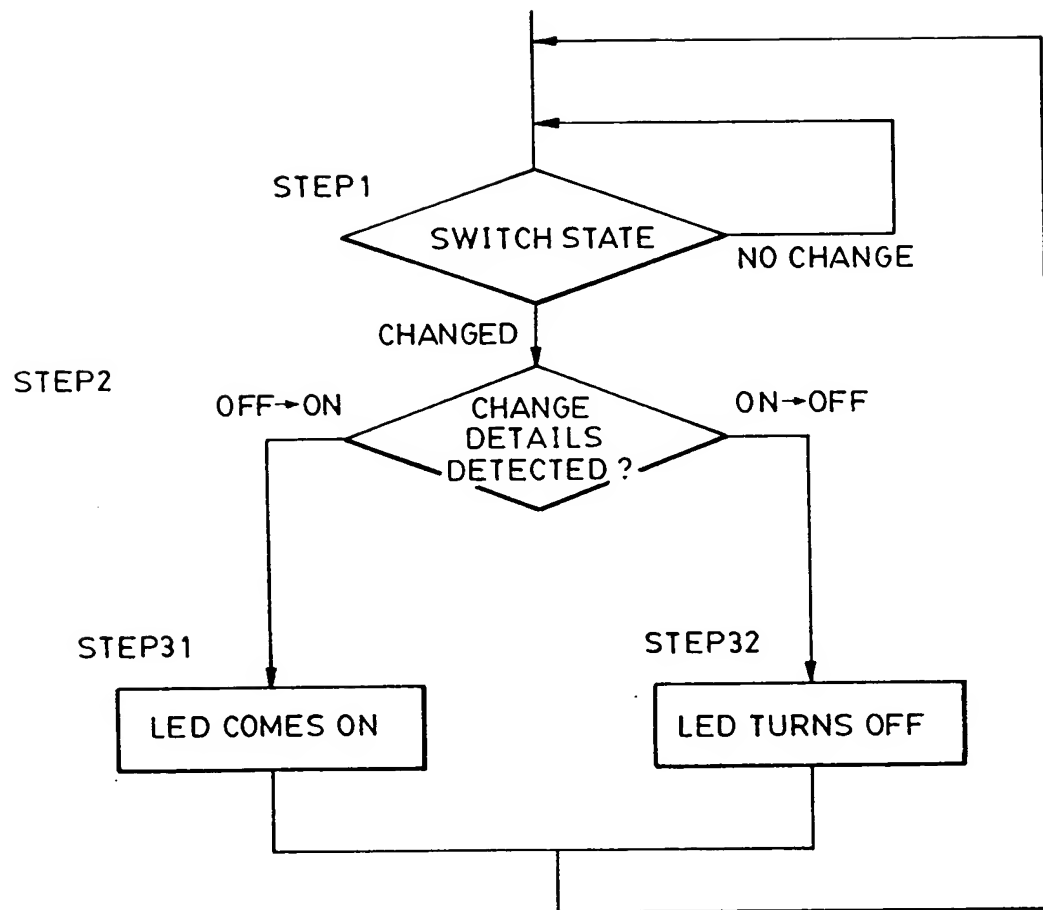 STEP1
SWITCH STATE
NO CHANGE
CHANGED
STEP2
OFF→ON
ON→OFF
CHANGE
DETAILS
DETECTED ?
STEP31
STEP32
LED COMES ON
LED TURNS OFF